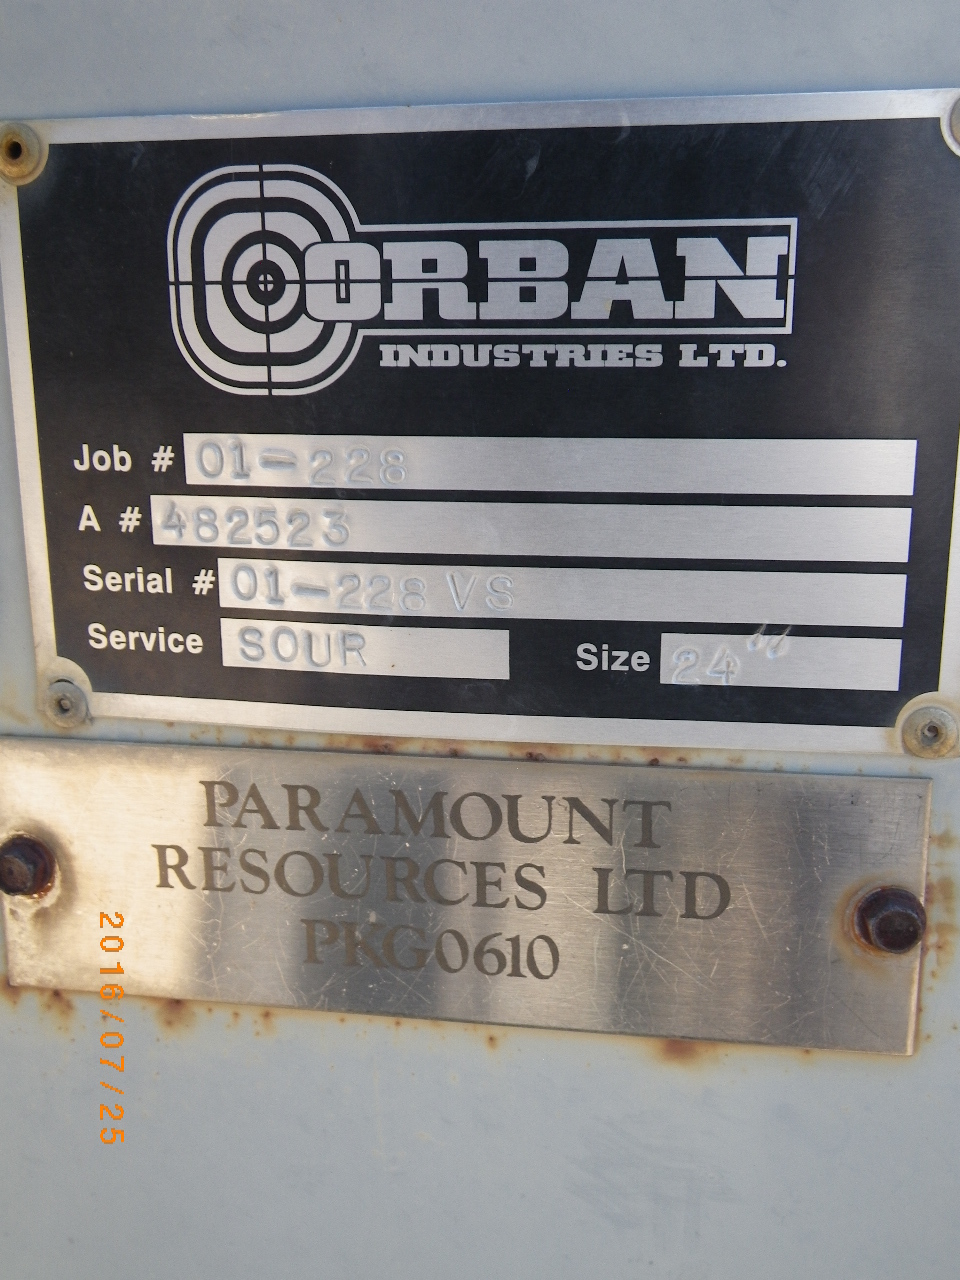 CORBAN
INDUSTRIES LTD.
Job # 01-228
A # 482523
Serial # 01-228 VS
Service SOUR Size 24"
PARAMOUNT
RESOURCES LTD
PKG0610
2016/07/25